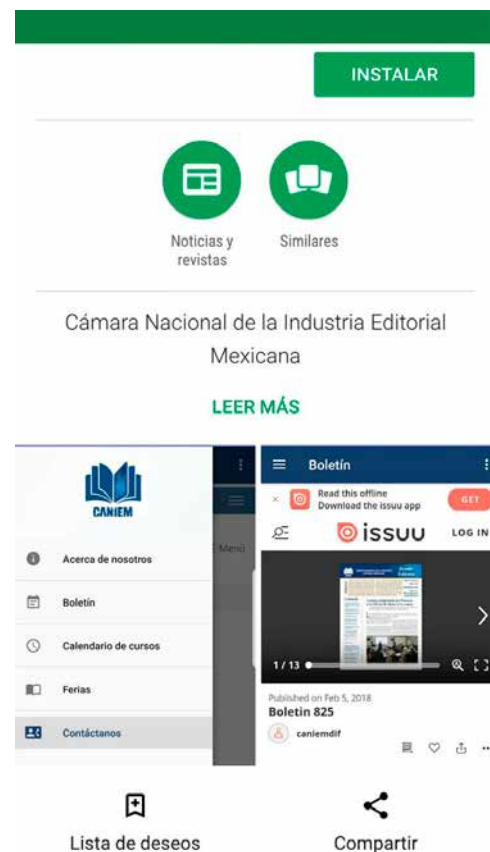 INSTALAR
Noticias y
revistas
Similares
Cámara Nacional de la Industria Editorial
Mexicana
LEER MÁS
CANIEM
Menú
Acerca de nosotros
Boletín
Calendario de cursos
Ferias
Contáctanos
Boletín
Read this offline
Download the issuu app
GET
issuu
LOG IN
1 / 13
Published on Feb 5, 2018
Boletin 825
caniemdif
Lista de deseos
Compartir